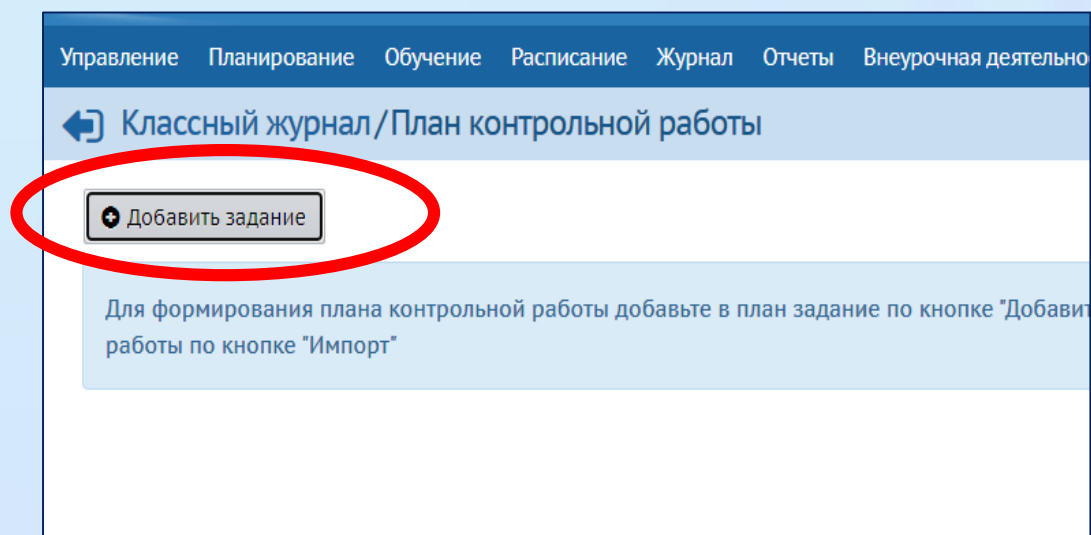 Управление Планирование Обучение Расписание Журнал Отчеты Внеурочная деятельно
Классный журнал/План контрольной работы
Добавить задание
Для формирования плана контрольной работы добавьте в план задание по кнопке "Добавит
работы по кнопке "Импорт"